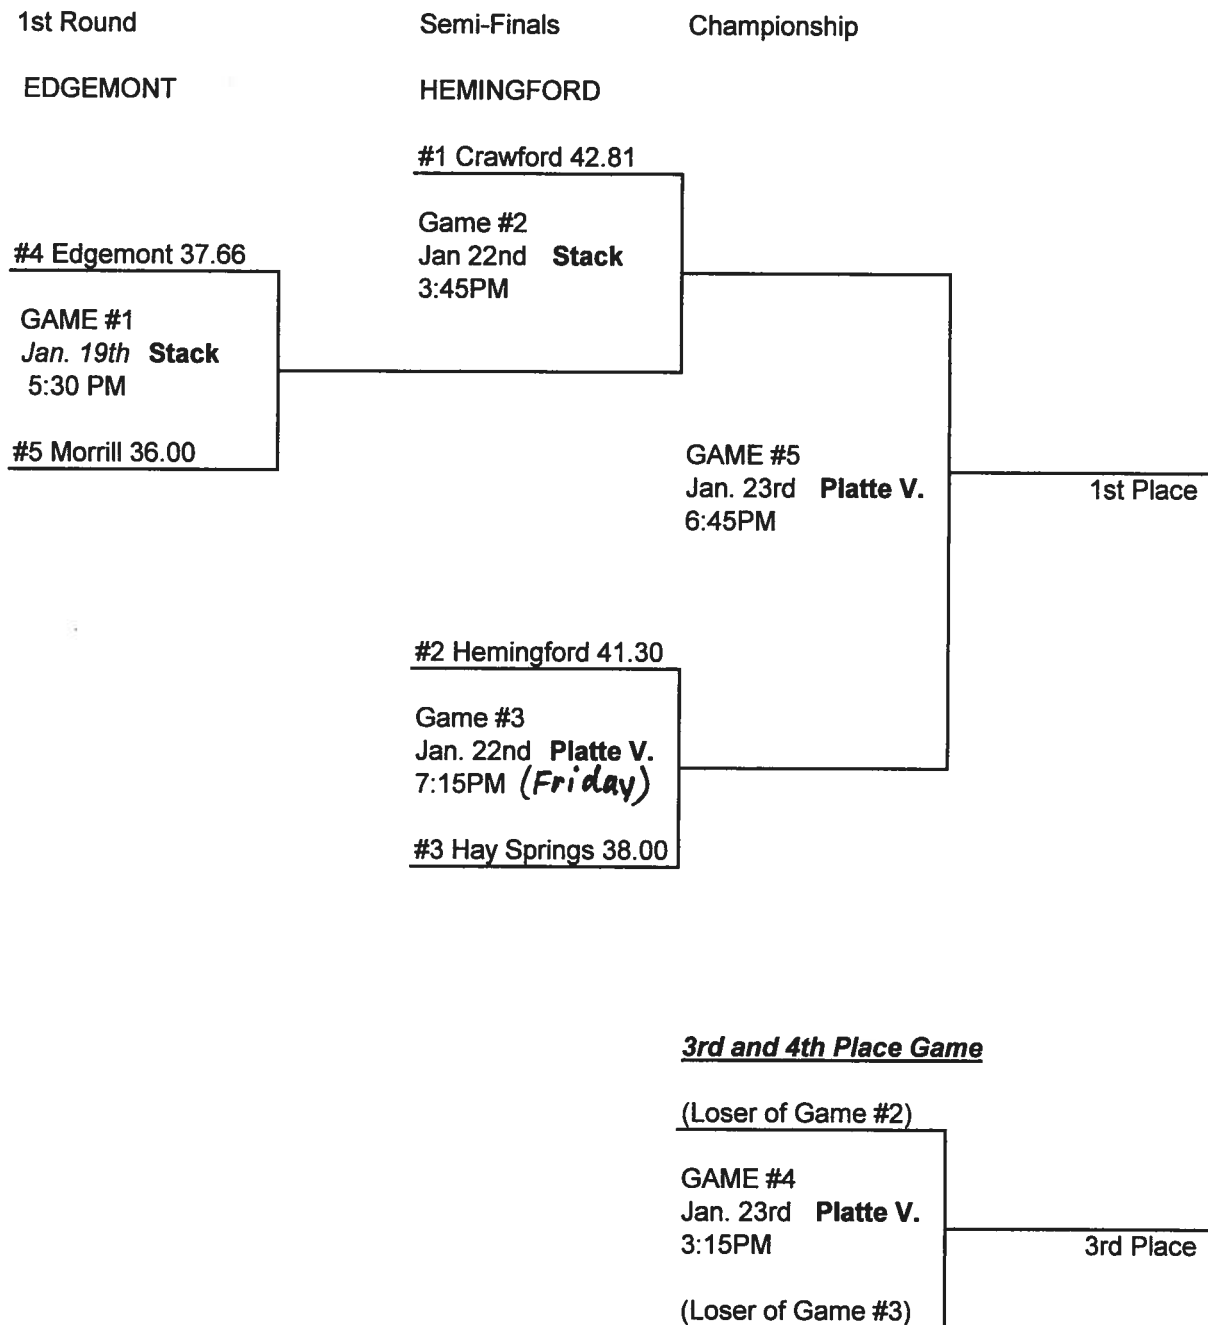 1st Round
Semi-Finals
Championship
EDGEMONT
HEMINGFORD
#1 Crawford 42.81
Game #2
Jan 22nd Stack
3:45PM
#4 Edgemont 37.66
GAME #1
Jan. 19th Stack
5:30 PM
#5 Morrill 36.00
GAME #5
Jan. 23rd Platte V.
6:45PM
1st Place
#2 Hemingford 41.30
Game #3
Jan. 22nd Platte V.
7:15PM (Friday)
#3 Hay Springs 38.00
3rd and 4th Place Game
(Loser of Game #2)
GAME #4
Jan. 23rd Platte V.
3:15PM
3rd Place
(Loser of Game #3)